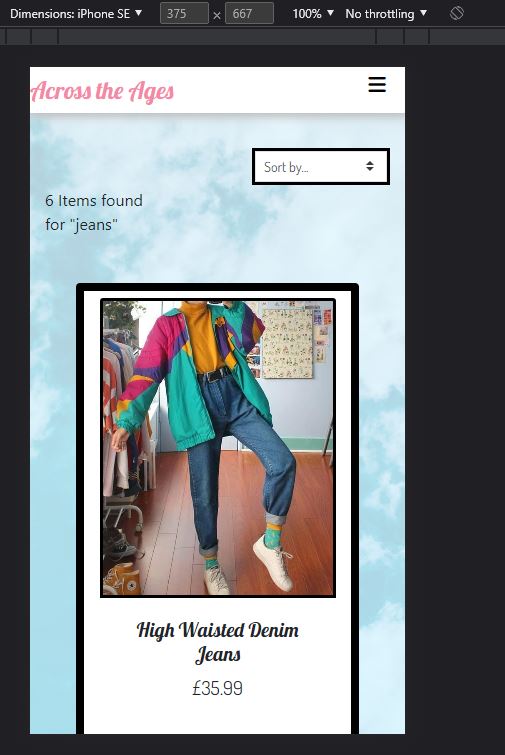 Dimensions: iPhone SE ▼ 375 × 667 100% ▼ No throttling ▼
Across the Ages
Sort by...
6 Items found
for "jeans"
High Waisted Denim
Jeans
£35.99